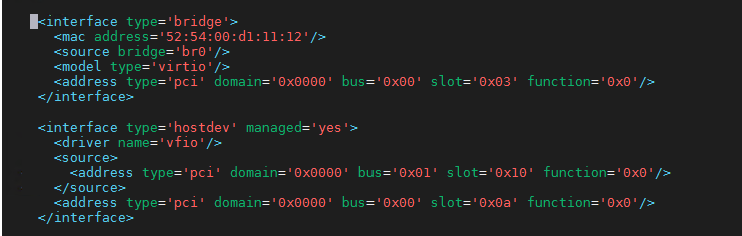 <interface type='bridge'>
<mac address='52:54:00:d1:11:12'/>
<source bridge='br0'/>
<model type='virtio'/>
<address type='pci' domain='0x0000' bus='0x00' slot='0x03' function='0x0'/>
</interface>
<interface type='hostdev' managed='yes'>
<driver name='vfio'/>
<source>
<address type='pci' domain='0x0000' bus='0x01' slot='0x10' function='0x0'/>
</source>
<address type='pci' domain='0x0000' bus='0x00' slot='0x0a' function='0x0'/>
</interface>